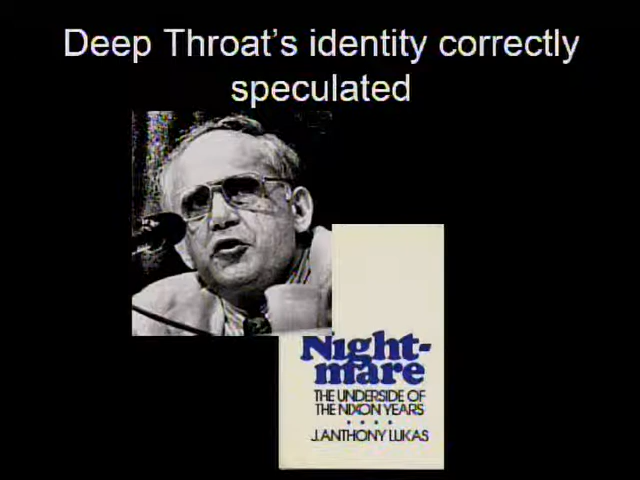 Deep Throat's identity correctly
speculated
Night-
mare
THE UNDERSIDE OF
THE NIXON YEARS
J. ANTHONY LUKAS